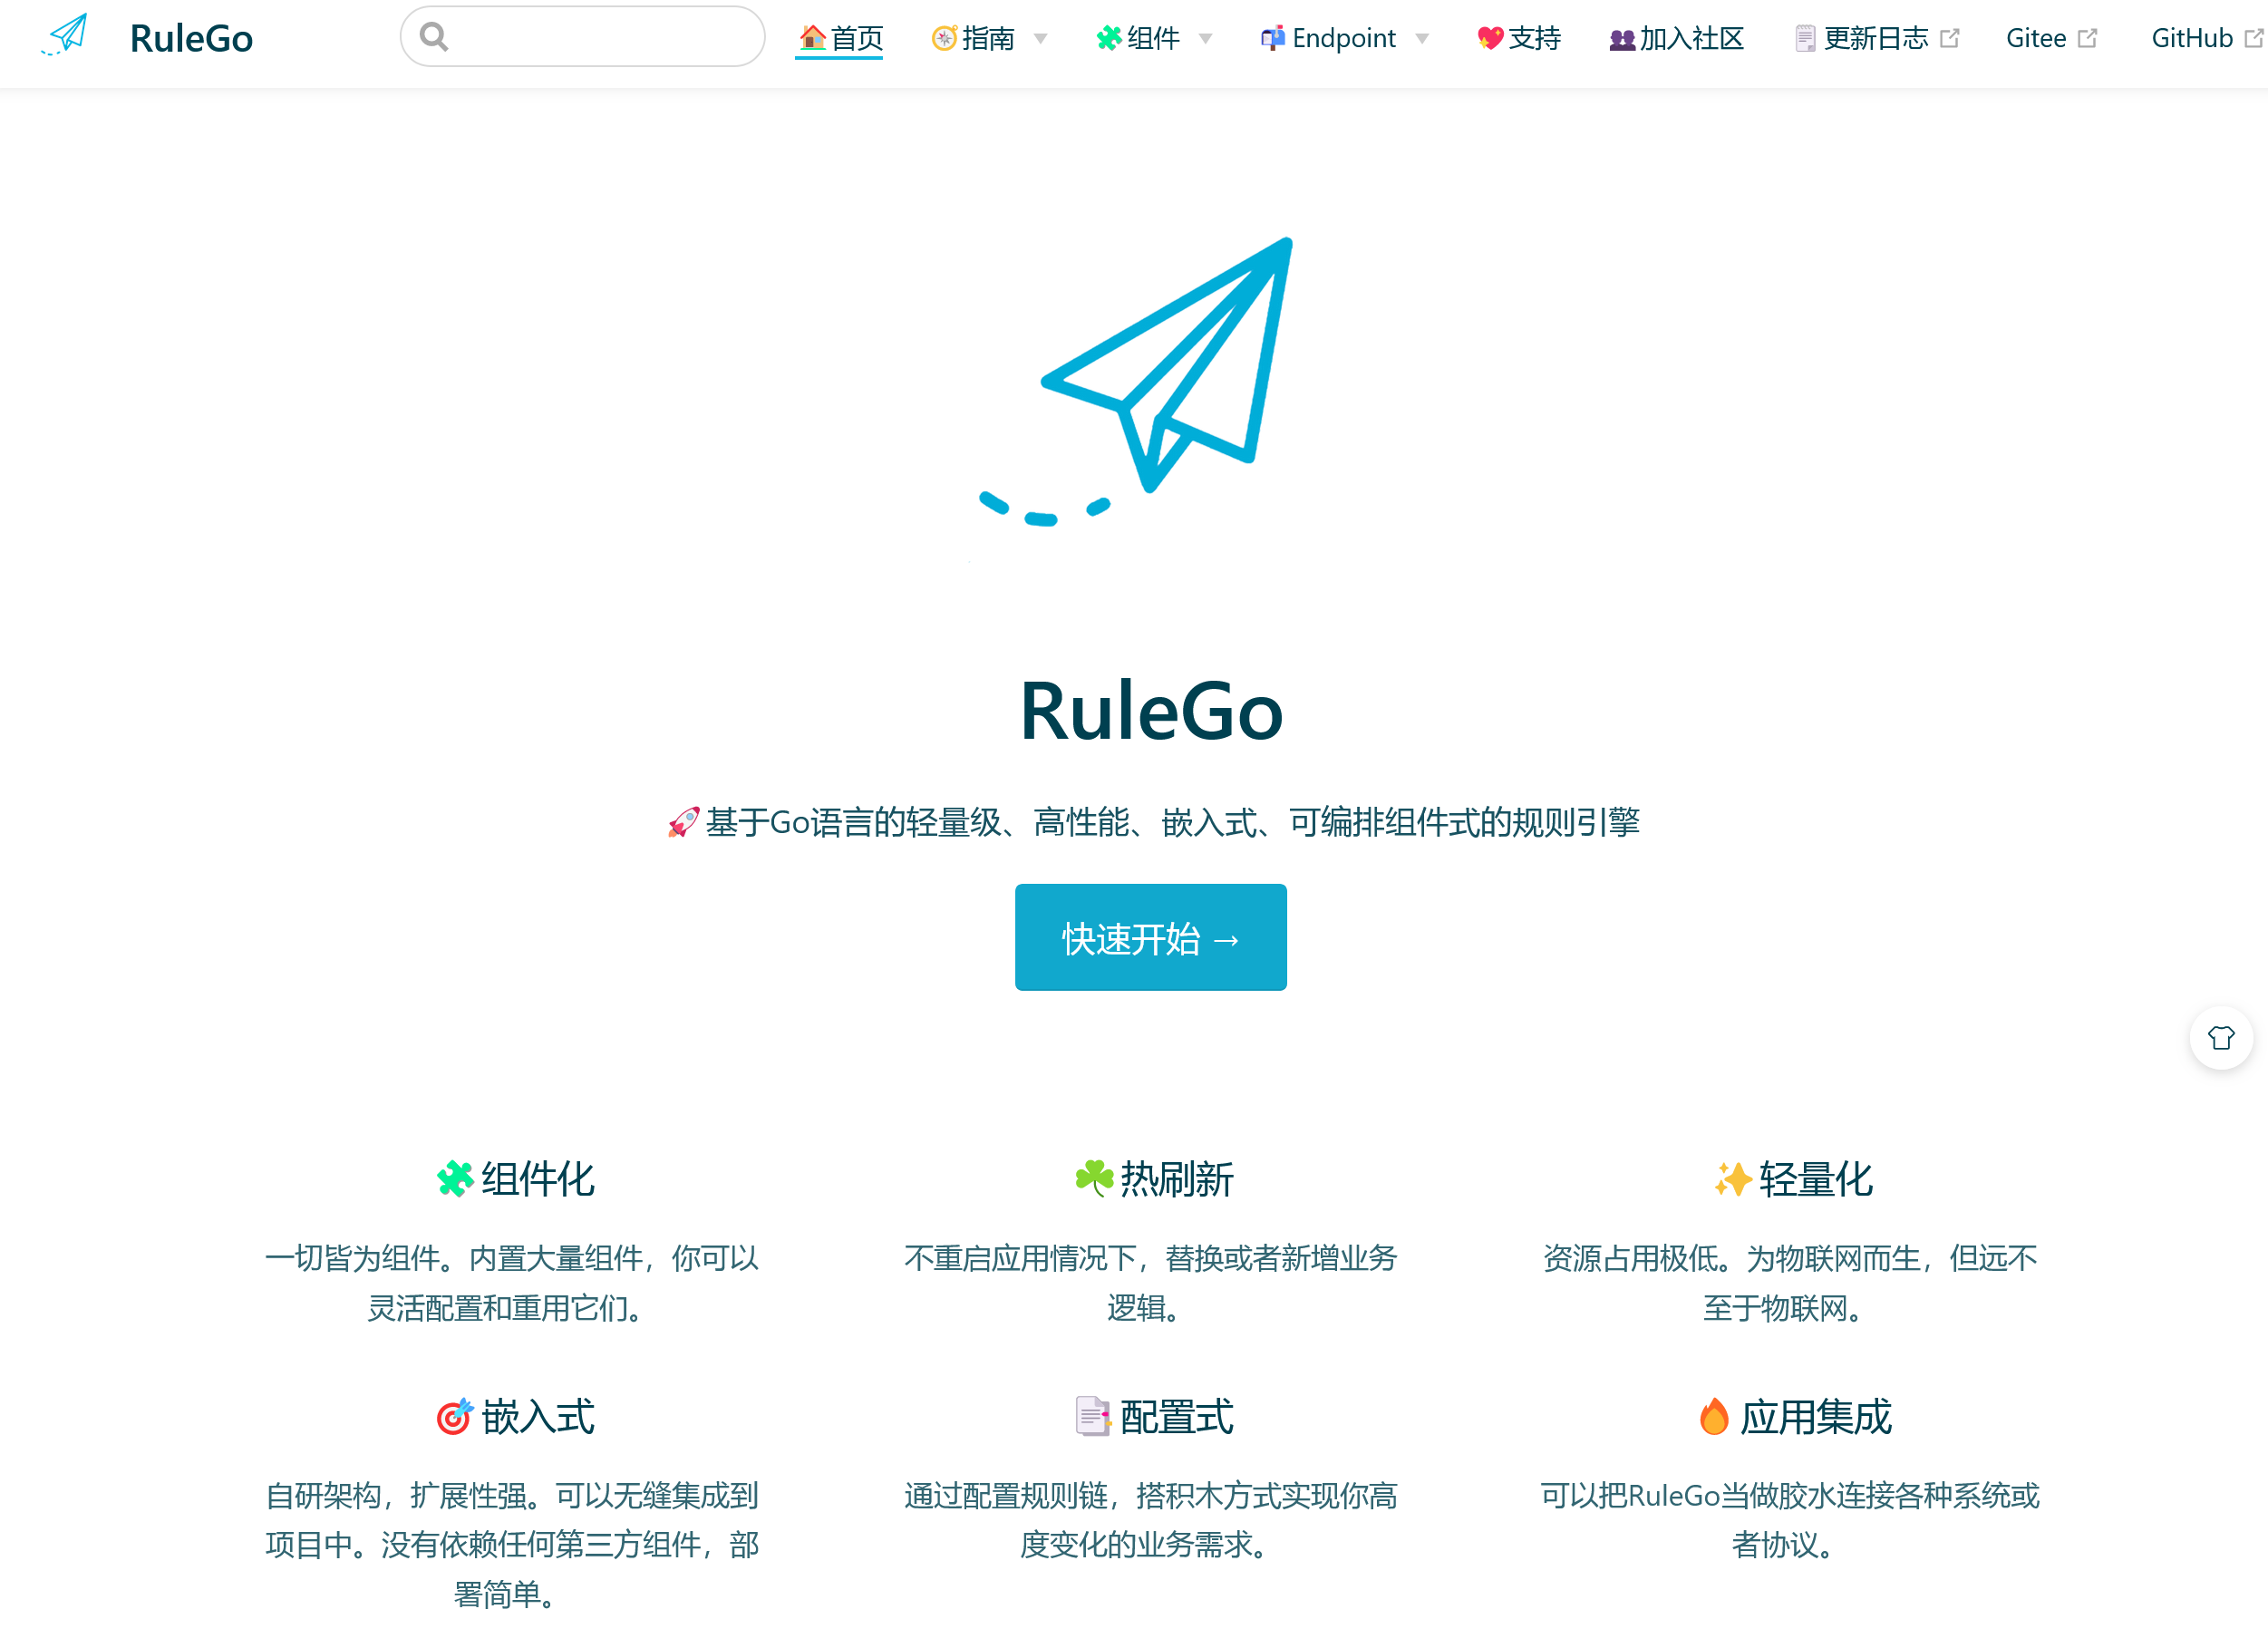 RuleGo
🏠首页 🧭指南 🧩组件 📬Endpoint 💖支持 👥加入社区 🗒️更新日志 Gitee GitHub
RuleGo
🚀基于Go语言的轻量级、高性能、嵌入式、可编排组件式的规则引擎
快速开始 →
🧩组件化
一切皆为组件。内置大量组件，你可以
灵活配置和重用它们。
☘️热刷新
不重启应用情况下，替换或者新增业务
逻辑。
✨轻量化
资源占用极低。为物联网而生，但远不
至于物联网。
🎯嵌入式
自研架构，扩展性强。可以无缝集成到
项目中。没有依赖任何第三方组件，部
署简单。
📑配置式
通过配置规则链，搭积木方式实现你高
度变化的业务需求。
🔥应用集成
可以把RuleGo当做胶水连接各种系统或
者协议。